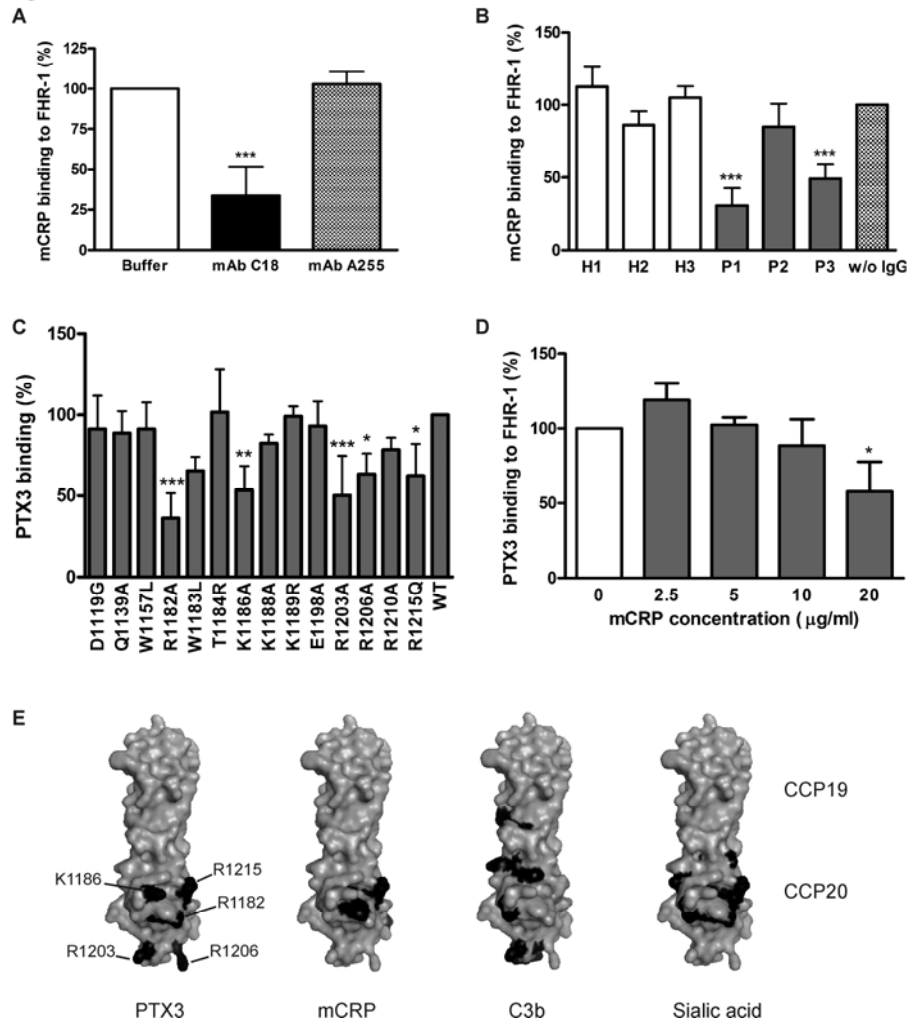 A
mCRP binding to FHR-1 (%)
125
100
75
50
25
0
***
Buffer
mAb C18
mAb A255
B
mCRP binding to FHR-1 (%)
150
100
50
0
***
***
H1
H2
H3
P1
P2
P3
w/o IgG
C
PTX3 binding (%)
150
100
50
0
***
**
***
*
*
D1119G
Q1139A
W1157L
R1182A
W1183L
T1184R
K1186A
K1188A
K1189R
E1198A
R1203A
R1206A
R1210A
R1215Q
WT
D
PTX3 binding to FHR-1 (%)
150
100
50
0
*
0
2.5
5
10
20
mCRP concentration ( μg/ml)
E
K1186
R1203
R1215
R1182
R1206
CCP19
CCP20
PTX3
mCRP
C3b
Sialic acid